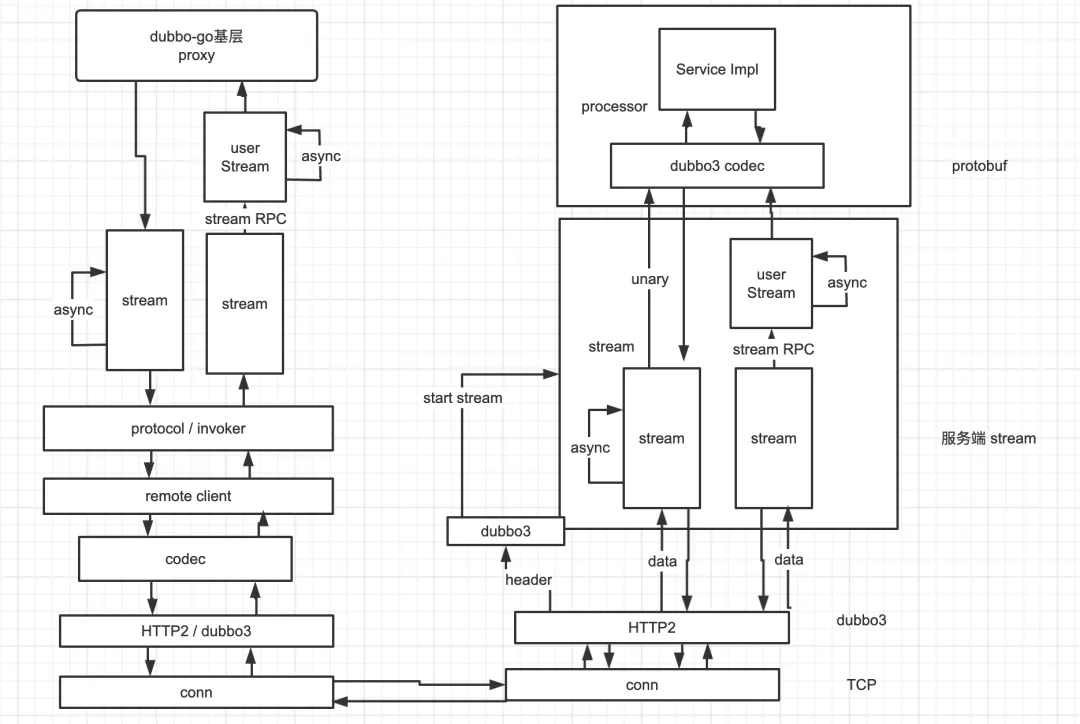 dubbo-go基层
proxy
user
Stream
async
stream RPC
stream
async
stream
protocol / invoker
remote client
codec
HTTP2 / dubbo3
conn
Service Impl
processor
dubbo3 codec
protobuf
unary
user
Stream
async
stream
stream RPC
start stream
stream
async
stream
服务端 stream
dubbo3
data
data
header
HTTP2
dubbo3
conn
TCP